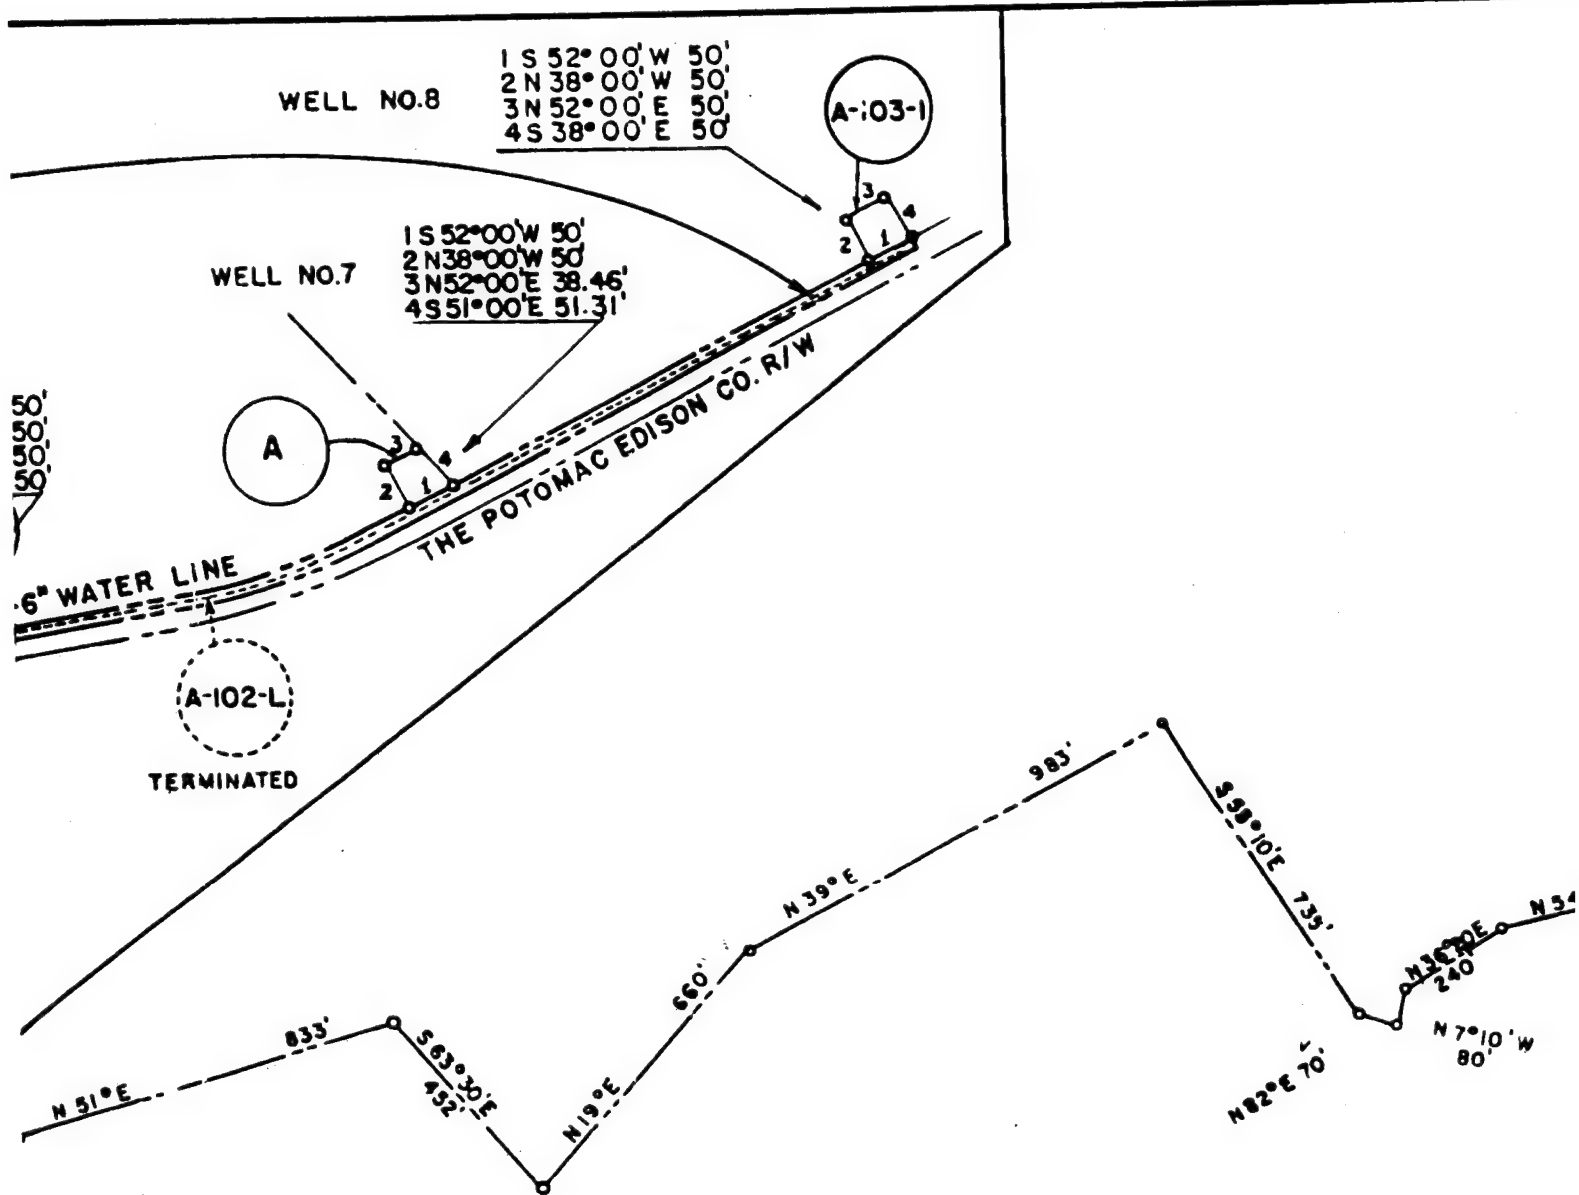 WELL NO.8
1 S 52° 00' W 50'
2 N 38° 00' W 50'
3 N 52° 00' E 50'
4 S 38° 00' E 50'
A-103-1
3
4
2
1
WELL NO.7
1 S 52°00' W 50'
2 N38°00' W 50'
3 N52°00' E 38.46'
4 S 51°00' E 51.31'
50'
50'
50'
50'
A
3
4
2
1
THE POTOMAC EDISON CO. R/W
6" WATER LINE
A-102-L
TERMINATED
N 51° E
833'
S 63° 30' E
452'
N 19° E
660'
N 39° E
983'
S 58° 10' E
735'
N 82° E 70'
N 7° 10' W
80'
240
N 54